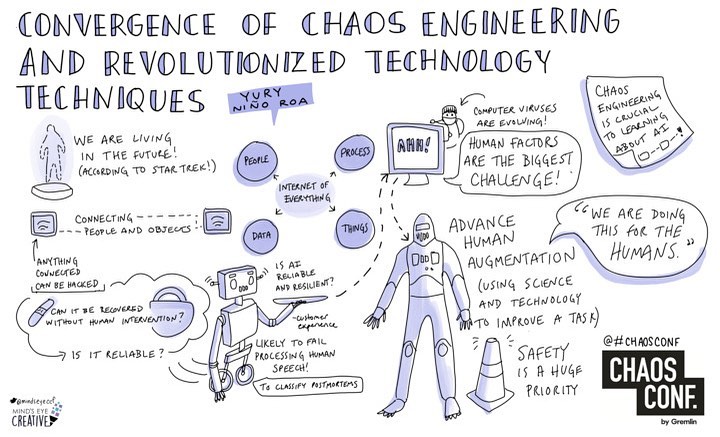 CONVERGENCE OF CHAOS ENGINEERING
AND REVOLUTIONIZED TECHNOLOGY
TECHNIQUES
YURY
NIÑO ROA
WE ARE LIVING
IN THE FUTURE!
(ACCORDING TO STAR TREK!)
CONNECTING
PEOPLE AND OBJECTS
ANYTHING
CONNECTED
CAN BE HACKED
CAN IT BE RECOVERED
WITHOUT HUMAN INTERVENTION?
IS IT RELIABLE?
PEOPLE
PROCESS
INTERNET OF
EVERYTHING
DATA
THINGS
IS AI
RELIABLE
AND RESILIENT?
~customer
experience
LIKELY TO FAIL
PROCESSING HUMAN
SPEECH!
TO CLASSIFY POSTMORTEMS
AHH!
COMPUTER VIRUSES
ARE EVOLVING!
HUMAN FACTORS
ARE THE BIGGEST
CHALLENGE!
CHAOS
ENGINEERING
IS CRUCIAL
TO LEARNING
ABOUT AI
ADVANCE
HUMAN
AUGMENTATION
(USING SCIENCE
AND TECHNOLOGY
TO IMPROVE A TASK)
"WE ARE DOING
THIS FOR THE
HUMANS."
SAFETY
IS A HUGE
PRIORITY
@#CHAOSCONF
CHAOS
CONF.
by Gremlin
@mindseyeccf
MIND'S EYE
CREATIVE